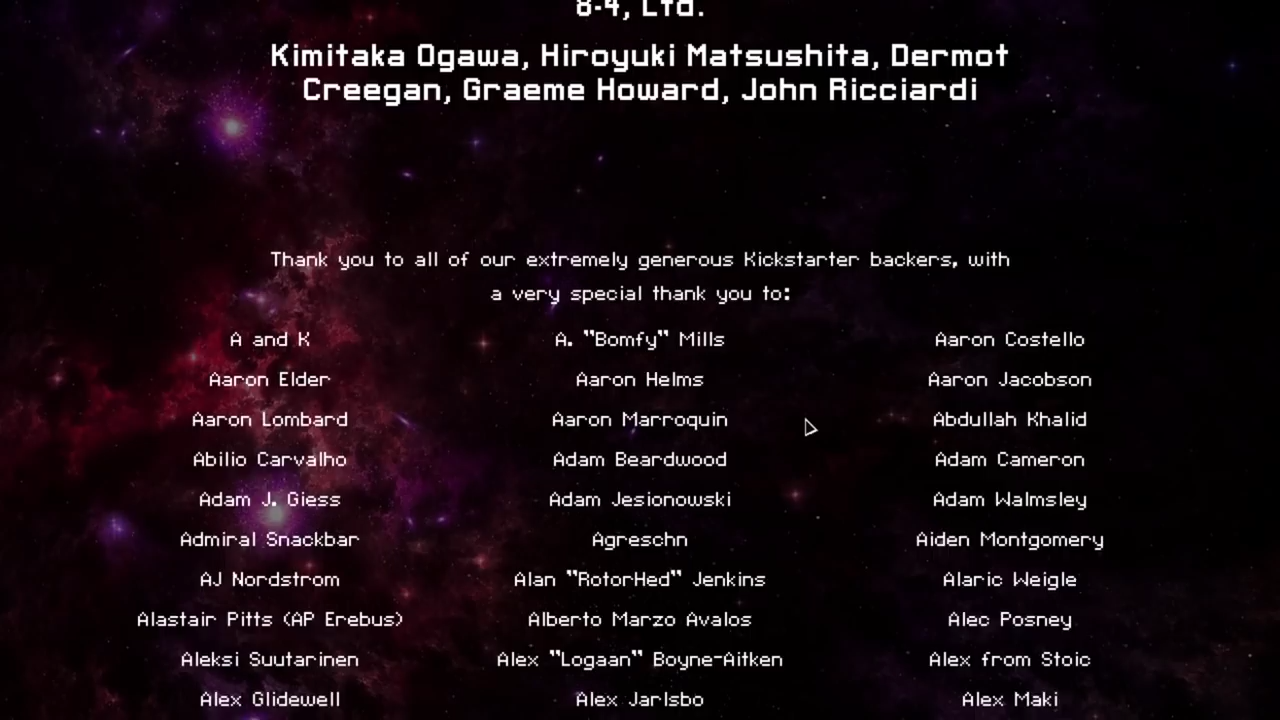 8-4, Ltd.
Kimitaka Ogawa, Hiroyuki Matsushita, Dermot
Creegan, Graeme Howard, John Ricciardi
Thank you to all of our extremely generous Kickstarter backers, with
a very special thank you to:
A and K
A. "Bomfy" Mills
Aaron Costello
Aaron Elder
Aaron Helms
Aaron Jacobson
Aaron Lombard
Aaron Marroquin
Abdullah Khalid
Abilio Carvalho
Adam Beardwood
Adam Cameron
Adam J. Giess
Adam Jesionowski
Adam Walmsley
Admiral Snackbar
Agreschn
Aiden Montgomery
AJ Nordstrom
Alan "RotorHed" Jenkins
Alaric Weigle
Alastair Pitts (AP Erebus)
Alberto Marzo Avalos
Alec Posney
Aleksi Suutarinen
Alex "Logaan" Boyne-Aitken
Alex from Stoic
Alex Glidewell
Alex Jarlsbo
Alex Maki